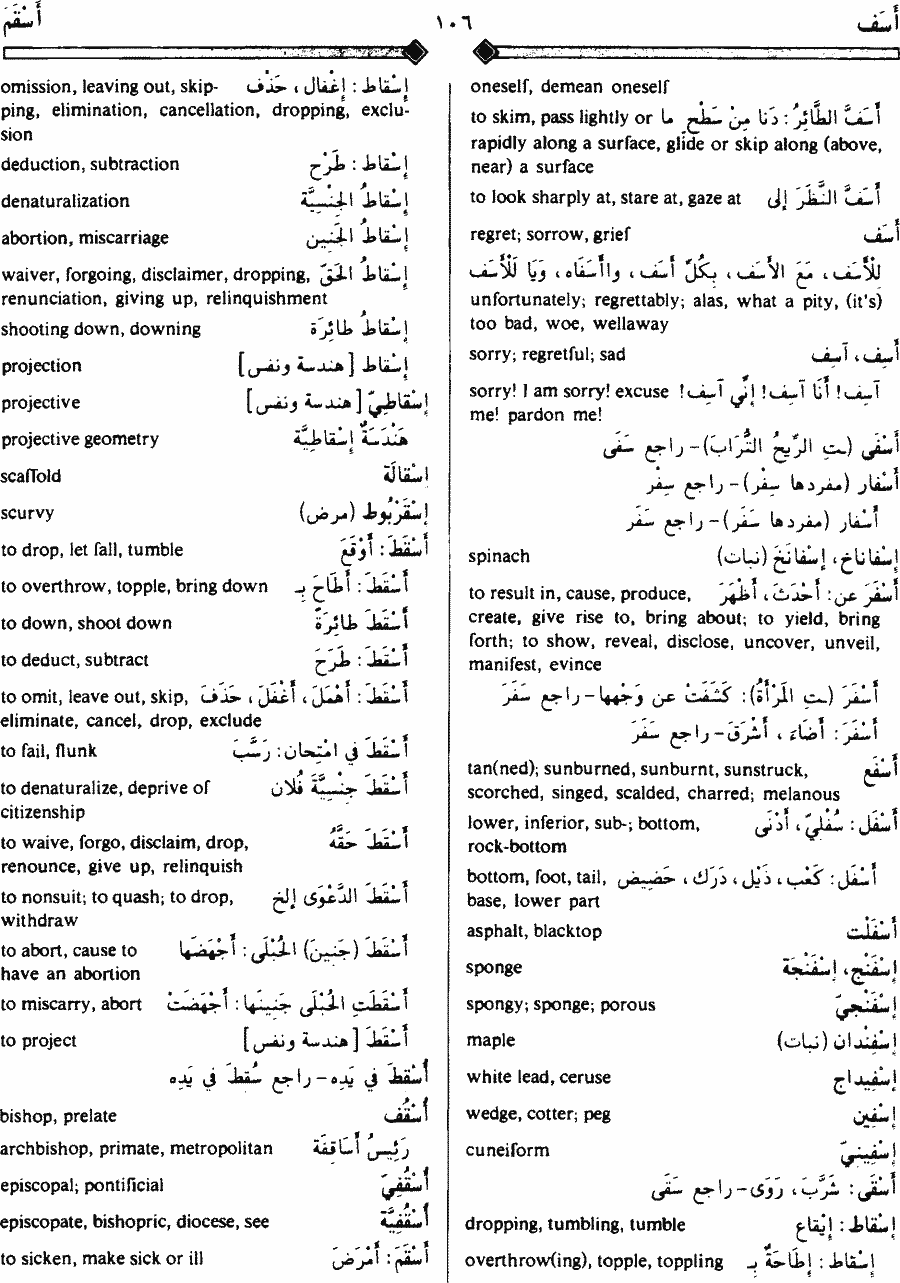 أَسَف ١٠٦ أَسْقَمَ
oneself, demean oneself
to skim, pass lightly or أَسَفَّ الطَّائِرُ : دَنَا مِنْ سَطْحِ ما
rapidly along a surface, glide or skip along (above,
near) a surface
to look sharply at, stare at, gaze at أَسَفَّ النَّظَرَ إلى
regret; sorrow, grief أَسَف
لِلْأَسَف ، مَعَ الأَسَف ، بِكُلِّ أَسَف ، واأَسَفاه ، وَيَا لَلْأَسَف
unfortunately; regrettably; alas, what a pity, (it's)
too bad, woe, wellaway
sorry; regretful; sad أَسِف ، آسِف
sorry! I am sorry! excuse آسِف ! أَنَا آسِف ! إنِّي آسِف !
me! pardon me!
أَسْفَى (ـتِ الرِّيحُ التُّرَابَ) - راجع سَفَى
أَسْفار (مفردها سِفْر) - راجع سِفْر
أَسْفار (مفردها سَفَر) - راجع سَفَر
spinach إسْفاناخ ، إسْفانَخ (نبات)
to result in, cause, produce, أَسْفَرَ عن : أَحْدَثَ ، أَظْهَرَ
create, give rise to, bring about; to yield, bring
forth; to show, reveal, disclose, uncover, unveil,
manifest, evince
أَسْفَرَ (ـتِ المَرْأَةُ) : كَشَفَتْ عن وَجْهِها - راجع سَفَرَ
أَسْفَرَ : أَضَاءَ ، أَشْرَقَ - راجع سَفَرَ
tan(ned); sunburned, sunburnt, sunstruck, أَسْفَع
scorched, singed, scalded, charred; melanous
lower, inferior, sub-; bottom, أَسْفَل : سُفْلِيّ ، أَدْنَى
rock-bottom
bottom, foot, tail, أَسْفَل : كَعْب ، ذَيْل ، دَرَك ، حَضِيض
base, lower part
asphalt, blacktop أَسْفَلْت
sponge إسْفَنْج ، إسْفَنْجَة
spongy; sponge; porous إسْفَنْجِيّ
maple إسْفِنْدان (نبات)
white lead, ceruse إسْفِيداج
wedge, cotter; peg إسْفِين
cuneiform إسْفِينِيّ
أَسْقَى : شَرَّبَ ، رَوَى - راجع سَقَى
dropping, tumbling, tumble إسْقاط : إيْقاع
overthrow(ing), topple, toppling إسْقاط : إطَاحَةٌ بِـ
omission, leaving out, skip- إسْقاط : إغْفال ، حَذْف
ping, elimination, cancellation, dropping, exclu-
sion
deduction, subtraction إسْقاط : طَرْح
denaturalization إسْقاطُ الجِنْسِيَّة
abortion, miscarriage إسْقاطُ الجَنِين
waiver, forgoing, disclaimer, dropping, إسْقاطُ الحَقّ
renunciation, giving up, relinquishment
shooting down, downing إسْقاطُ طائِرَة
projection إسْقاط [هندسة ونفس]
projective إسْقاطِيّ [هندسة ونفس]
projective geometry هَنْدَسَةٌ إسْقاطِيَّة
scaffold إسْقالَة
scurvy إسْقَرْبُوط (مرض)
to drop, let fall, tumble أَسْقَطَ : أَوْقَعَ
to overthrow, topple, bring down أَسْقَطَ : أَطَاحَ بِـ
to down, shoot down أَسْقَطَ طائِرَةً
to deduct, subtract أَسْقَطَ : طَرَحَ
to omit, leave out, skip, أَسْقَطَ : أَهْمَلَ ، أَغْفَلَ ، حَذَفَ
eliminate, cancel, drop, exclude
to fail, flunk أَسْقَطَ في امْتِحان : رَسَّبَ
to denaturalize, deprive of أَسْقَطَ جِنْسِيَّةَ فُلان
citizenship
to waive, forgo, disclaim, drop, أَسْقَطَ حَقَّهُ
renounce, give up, relinquish
to nonsuit; to quash; to drop, أَسْقَطَ الدَّعْوَى إلخ
withdraw
to abort, cause to أَسْقَطَ (جَنِينَ) الحُبْلَى : أَجْهَضَها
have an abortion
to miscarry, abort أَسْقَطَتِ الحُبْلَى جَنِينَها : أَجْهَضَتْ
to project أَسْقَطَ [هندسة ونفس]
أُسْقِطَ في يَدِه - راجع سُقِطَ في يَدِه
bishop, prelate أُسْقُف
archbishop, primate, metropolitan رَئِيسُ أَسَاقِفَة
episcopal; pontificial أُسْقُفِيّ
episcopate, bishopric, diocese, see أُسْقُفِيَّة
to sicken, make sick or ill أَسْقَمَ : أَمْرَضَ